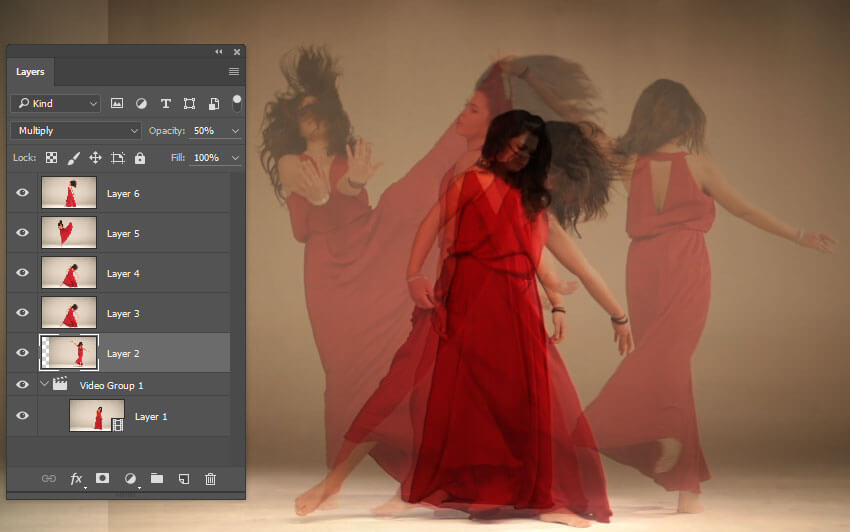 Layers
Kind
Multiply Opacity: 50%
Lock: Fill: 100%
Layer 6
Layer 5
Layer 4
Layer 3
Layer 2
Video Group 1
Layer 1
fx